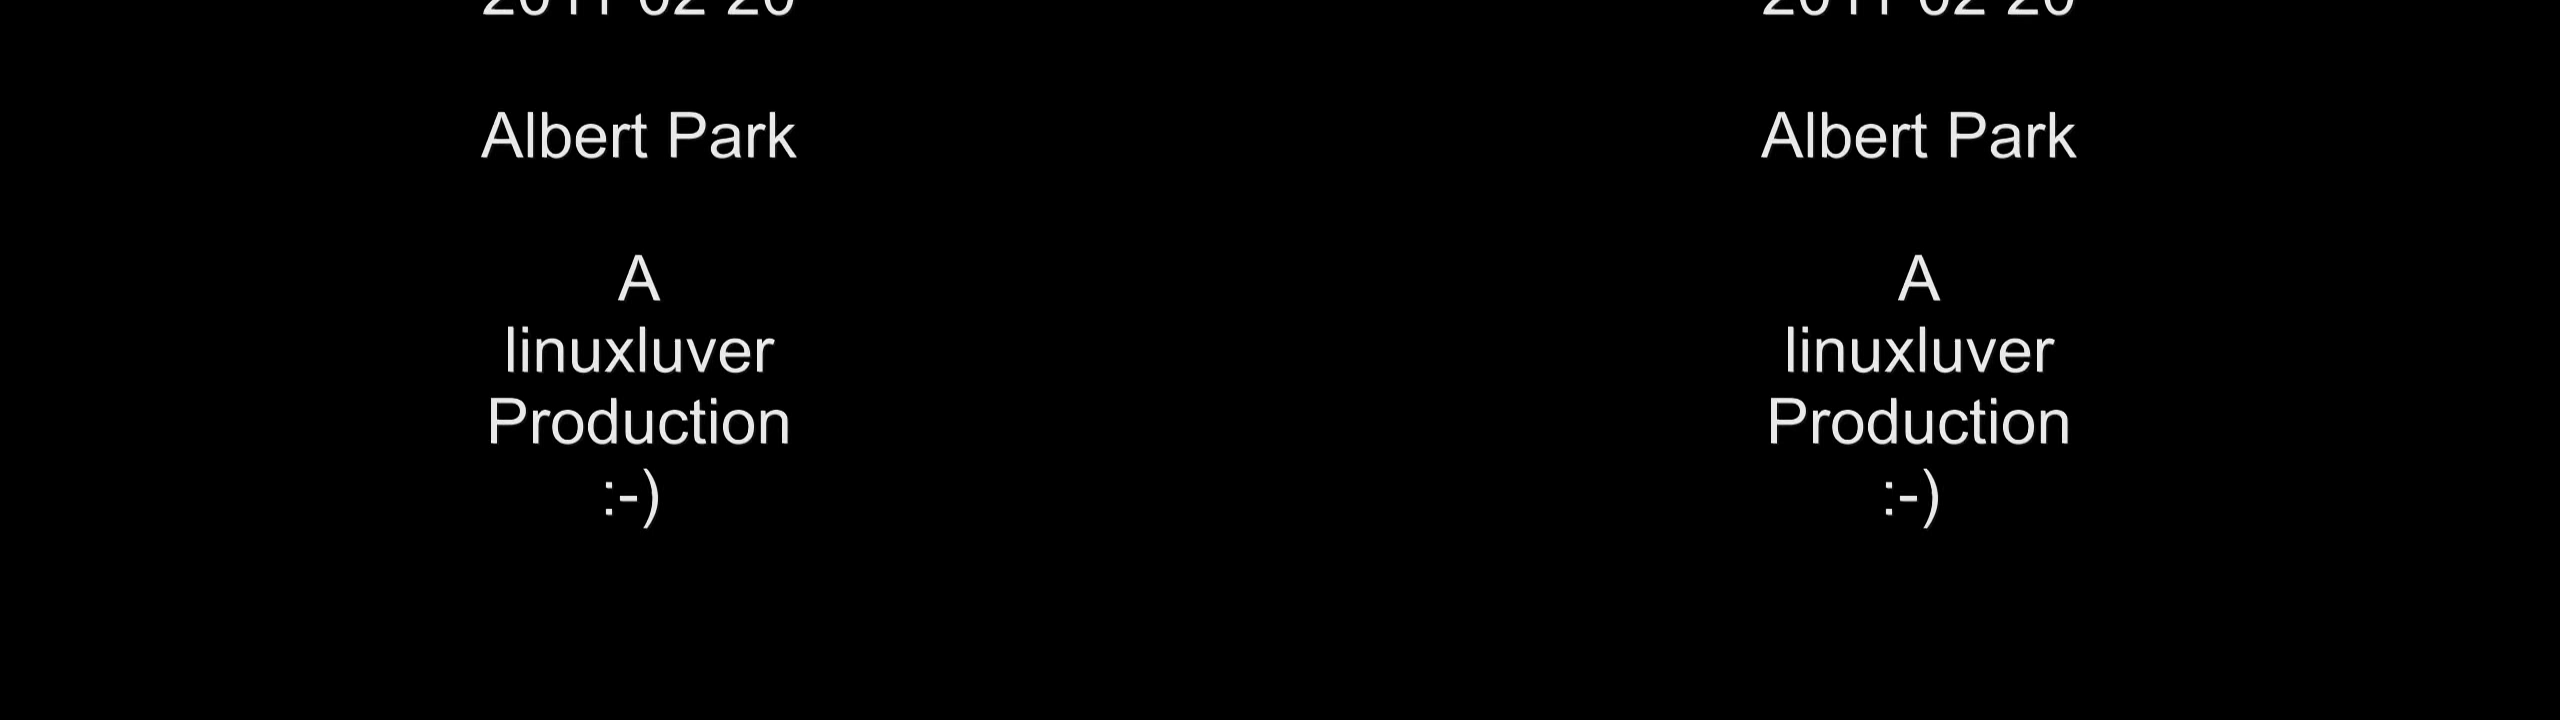 Albert Park
A
linuxluver
Production
:-)
Albert Park
A
linuxluver
Production
:-)